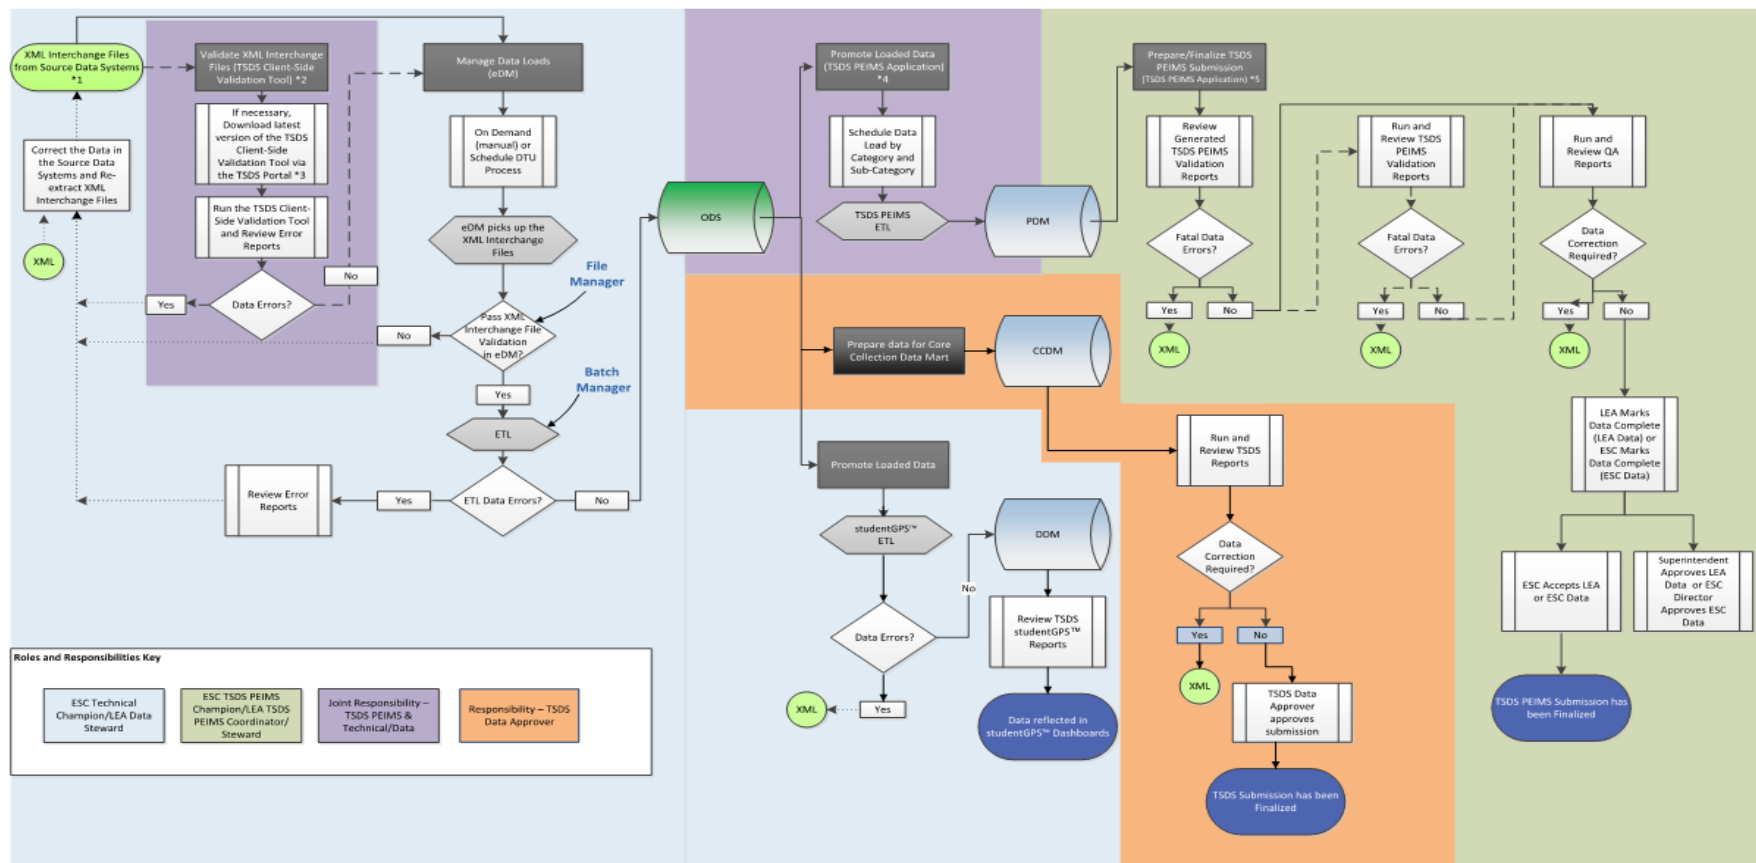 XML Interchange Files
from Source Data Systems
*1
Validate XML Interchange
Files (TSDS Client-Side
Validation Tool) *2
If necessary,
Download latest
version of the TSDS
Client-Side
Validation Tool via
the TSDS Portal *3
Run the TSDS Client-
Side Validation Tool
and Review Error
Reports
Data Errors?
Yes
No
Correct the Data in
the Source Data
Systems and Re-
extract XML
Interchange Files
XML
Manage Data Loads
(eDM)
On Demand
(manual) or
Schedule DTU
Process
eDM picks up the
XML Interchange
Files
File
Manager
Pass XML
Interchange File
Validation
in eDM?
No
Yes
Batch
Manager
ETL
ETL Data Errors?
Yes
No
Review Error
Reports
ODS
Promote Loaded Data
(TSDS PEIMS Application)
*4
Schedule Data
Load by
Category and
Sub-Category
TSDS PEIMS
ETL
PDM
Prepare/Finalize TSDS
PEIMS Submission
(TSDS PEIMS Application) *5
Review
Generated
TSDS PEIMS
Validation
Reports
Fatal Data
Errors?
Yes
No
XML
Run and
Review TSDS
PEIMS
Validation
Reports
Fatal Data
Errors?
Yes
No
XML
Run and
Review QA
Reports
Data
Correction
Required?
Yes
No
XML
LEA Marks
Data Complete
(LEA Data) or
ESC Marks
Data Complete
(ESC Data)
ESC Accepts LEA
or ESC Data
Superintendent
Approves LEA
Data or ESC
Director
Approves ESC
Data
TSDS PEIMS Submission has
been Finalized
Prepare data for Core
Collection Data Mart
CCDM
Run and
Review TSDS
Reports
Data
Correction
Required?
Yes
No
XML
TSDS Data
Approver
approves
submission
TSDS Submission has been
Finalized
Promote Loaded Data
studentGPS™
ETL
Data Errors?
No
Yes
XML
DDM
Review TSDS
studentGPS™
Reports
Data reflected in
studentGPS™ Dashboards
Roles and Responsibilities Key
ESC Technical
Champion/LEA Data
Steward
ESC TSDS PEIMS
Champion/LEA TSDS
PEIMS Coordinator/
Steward
Joint Responsibility –
TSDS PEIMS &
Technical/Data
Responsibility – TSDS
Data Approver